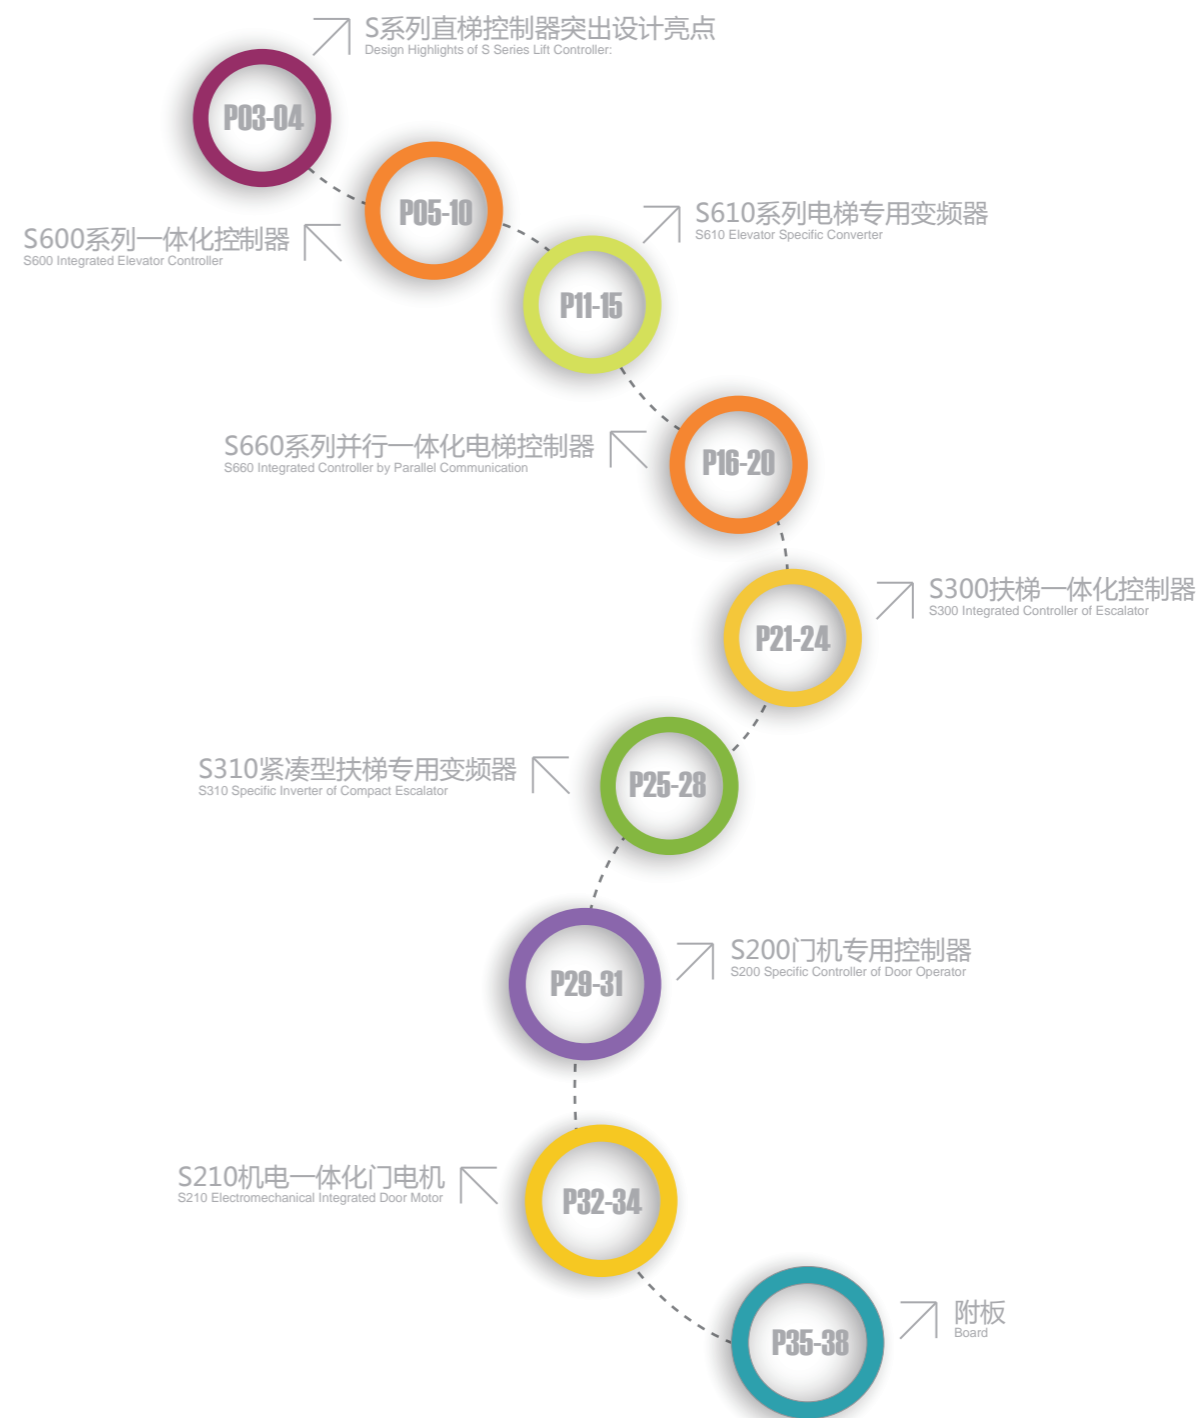 S系列直梯控制器突出设计亮点
Design Highlights of S Series Lift Controller:
P03-04
P05-10
S600系列一体化控制器
S600 Integrated Elevator Controller
S610系列电梯专用变频器
S610 Elevator Specific Converter
P11-15
S660系列并行一体化电梯控制器
S660 Integrated Controller by Parallel Communication
P16-20
S300扶梯一体化控制器
S300 Integrated Controller of Escalator
P21-24
S310紧凑型扶梯专用变频器
S310 Specific Inverter of Compact Escalator
P25-28
S200门机专用控制器
S200 Specific Controller of Door Operator
P29-31
S210机电一体化门电机
S210 Electromechanical Integrated Door Motor
P32-34
附板
Board
P35-38